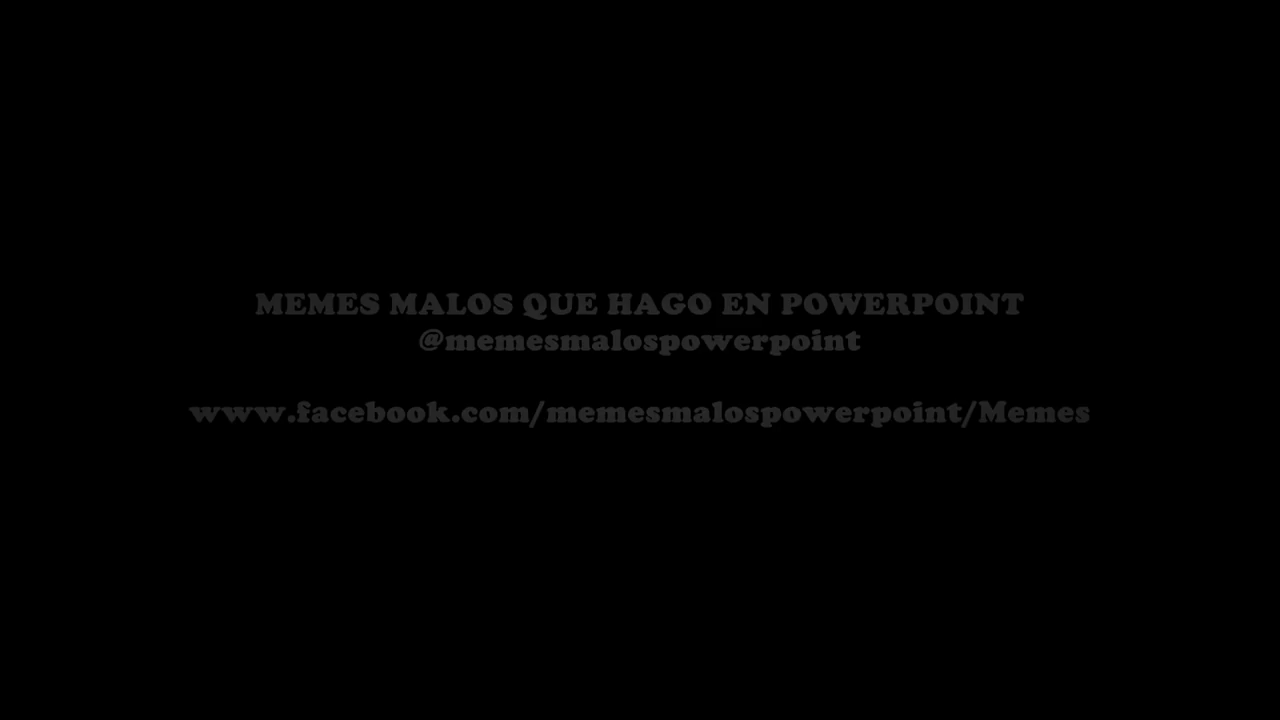 MEMES MALOS QUE HAGO EN POWERPOINT
@memesmalospowerpoint
www.facebook.com/memesmalospowerpoint/Memes